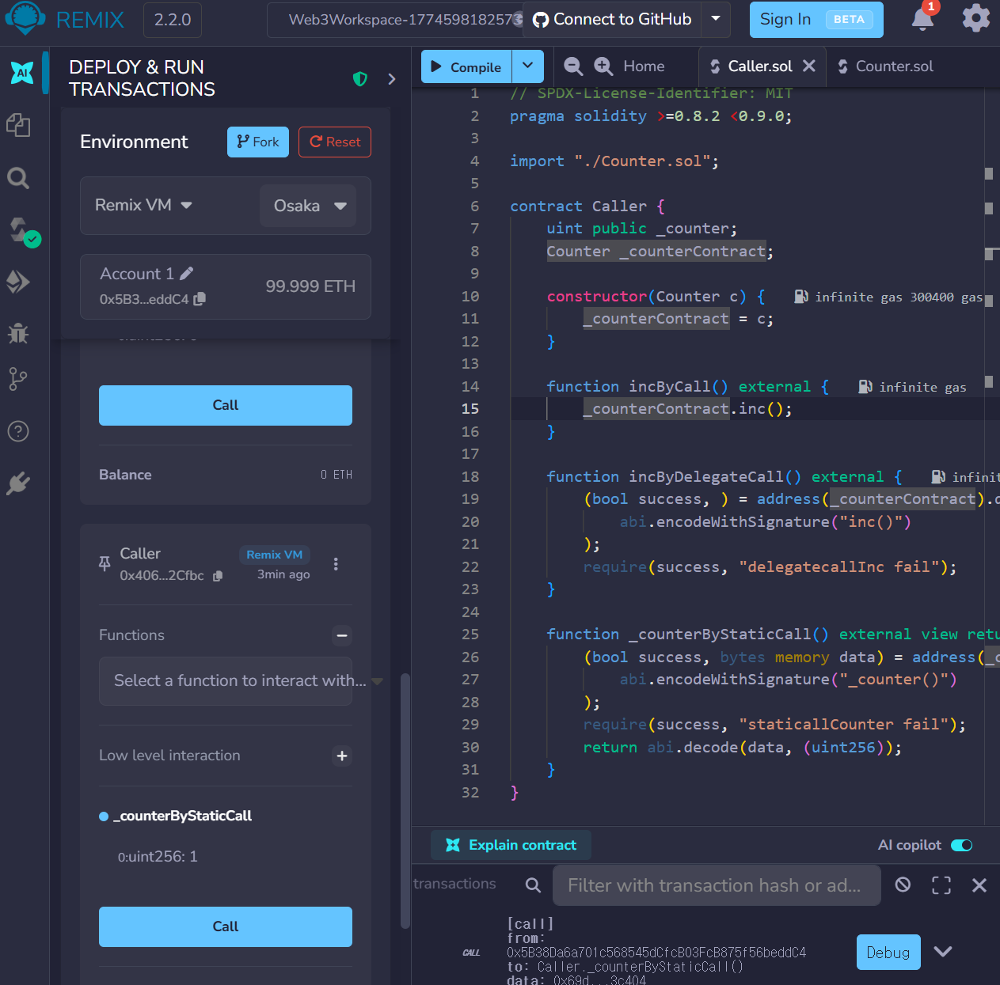 REMIX
2.2.0
Web3Workspace-1774598182573
Connect to GitHub
Sign In
BETA
1
AI
DEPLOY & RUN
TRANSACTIONS
Environment
Fork
Reset
Remix VM
Osaka
Account 1
0x5B3...eddC4
99.999 ETH
Call
Balance
0 ETH
Caller
Remix VM
0x406...2Cfbc
3min ago
Functions
Select a function to interact with...
Low level interaction
_counterByStaticCall
0:uint256: 1
Call
Compile
Home
Caller.sol
Counter.sol
1 // SPDX-License-Identifier: MIT
2 pragma solidity >=0.8.2 <0.9.0;
3
4 import "./Counter.sol";
5
6 contract Caller {
7 uint public _counter;
8 Counter _counterContract;
9
10 constructor(Counter c) { infinite gas 300400 gas
11 _counterContract = c;
12 }
13
14 function incByCall() external { infinite gas
15 _counterContract.inc();
16 }
17
18 function incByDelegateCall() external { infinit
19 (bool success, ) = address(_counterContract).
20 abi.encodeWithSignature("inc()")
21 );
22 require(success, "delegatecallInc fail");
23 }
24
25 function _counterByStaticCall() external view retu
26 (bool success, bytes memory data) = address(_c
27 abi.encodeWithSignature("_counter()")
28 );
29 require(success, "staticallCounter fail");
30 return abi.decode(data, (uint256));
31 }
32 }
Explain contract
AI copilot
transactions
Filter with transaction hash or ad...
CALL
[call]
from:
0x5B38Da6a701c568545dCfcB03FcB875f56beddC4
to: Caller._counterByStaticCall()
data: 0x69d...3c404
Debug